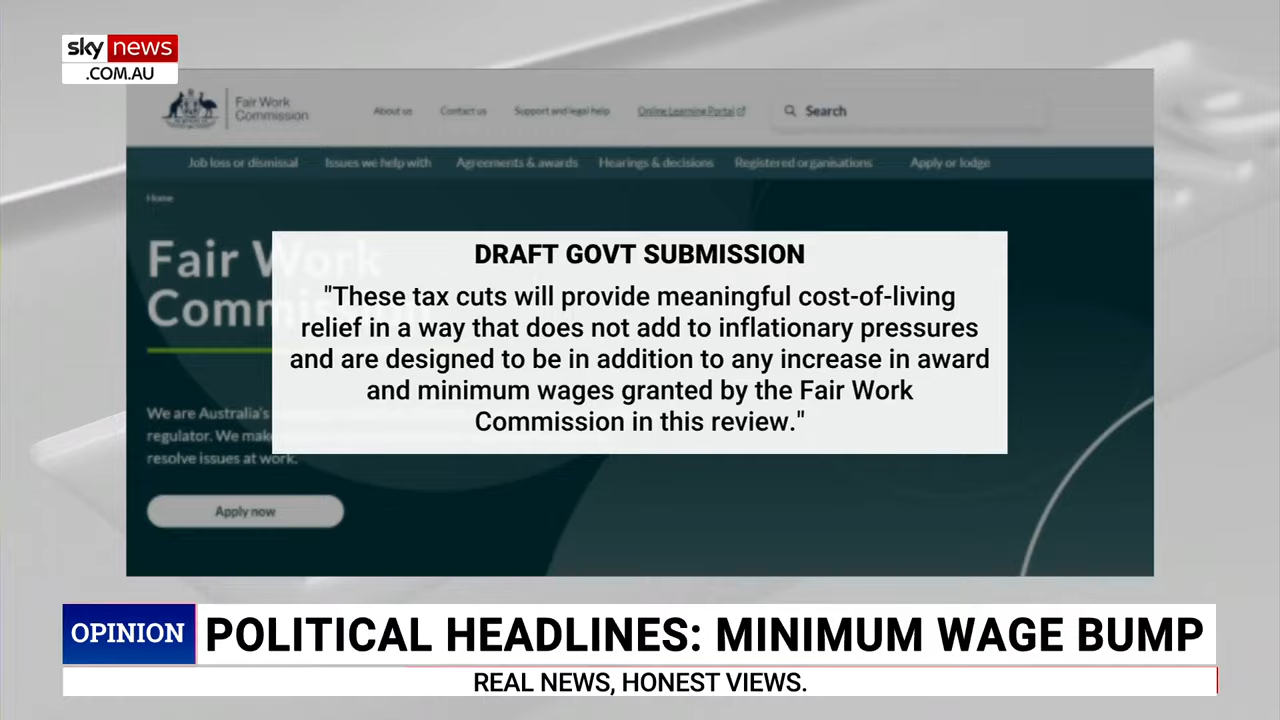 sky news
.COM.AU
Fair Work
Commission
About us Contact us Support and legal help Online Learning Portal Search
Job loss or dismissal Issues we help with Agreements & awards Hearings & decisions Registered organisations Apply or lodge
Home
Fair Work
Commission
DRAFT GOVT SUBMISSION
"These tax cuts will provide meaningful cost-of-living
relief in a way that does not add to inflationary pressures
and are designed to be in addition to any increase in award
and minimum wages granted by the Fair Work
Commission in this review."
We are Australia's
regulator. We make
resolve issues at work.
Apply now
OPINION
POLITICAL HEADLINES: MINIMUM WAGE BUMP
REAL NEWS, HONEST VIEWS.